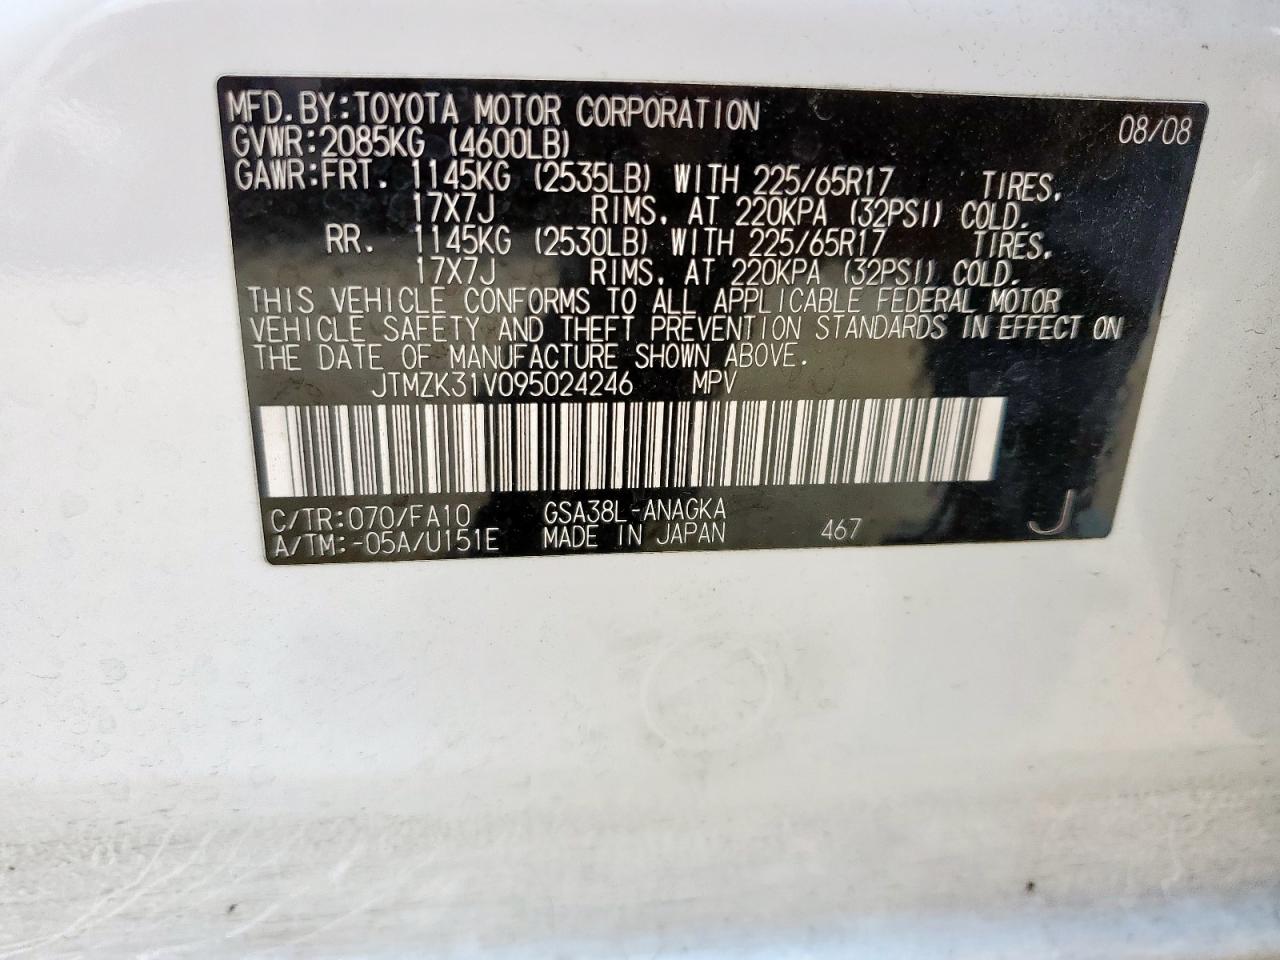 MFD.BY:TOYOTA MOTOR CORPORATION 08/08
GVWR:2085KG (4600LB)
GAWR:FRT. 1145KG (2535LB) WITH 225/65R17 TIRES,
17X7J RIMS, AT 220KPA (32PSI) COLD.
RR. 1145KG (2530LB) WITH 225/65R17 TIRES,
17X7J RIMS, AT 220KPA (32PSI) COLD.
THIS VEHICLE CONFORMS TO ALL APPLICABLE FEDERAL MOTOR
VEHICLE SAFETY AND THEFT PREVENTION STANDARDS IN EFFECT ON
THE DATE OF MANUFACTURE SHOWN ABOVE.
JTMZK31V095024246 MPV
C/TR:070/FA10 GSA38L-ANAGKA
A/TM:-05A/U151E MADE IN JAPAN 467 J